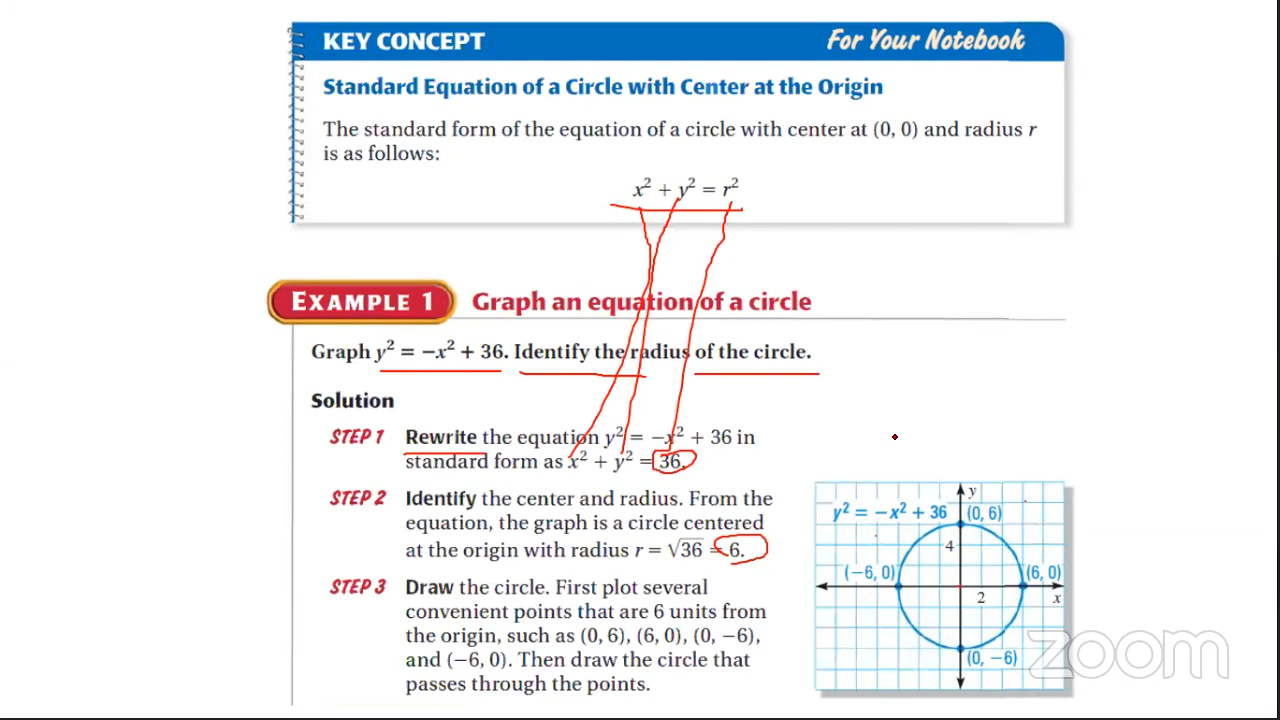 KEY CONCEPT For Your Notebook
Standard Equation of a Circle with Center at the Origin
The standard form of the equation of a circle with center at (0, 0) and radius r
is as follows:
x² + y² = r²
EXAMPLE 1 Graph an equation of a circle
Graph y² = −x² + 36. Identify the radius of the circle.
Solution
STEP 1 Rewrite the equation y² = −x² + 36 in
standard form as x² + y² = 36.
STEP 2 Identify the center and radius. From the
equation, the graph is a circle centered
at the origin with radius r = √36 = 6.
STEP 3 Draw the circle. First plot several
convenient points that are 6 units from
the origin, such as (0, 6), (6, 0), (0, −6),
and (−6, 0). Then draw the circle that
passes through the points.
y
y² = −x² + 36 (0, 6)
4
(−6, 0) (6, 0)
2 x
(0, −6)
zoom